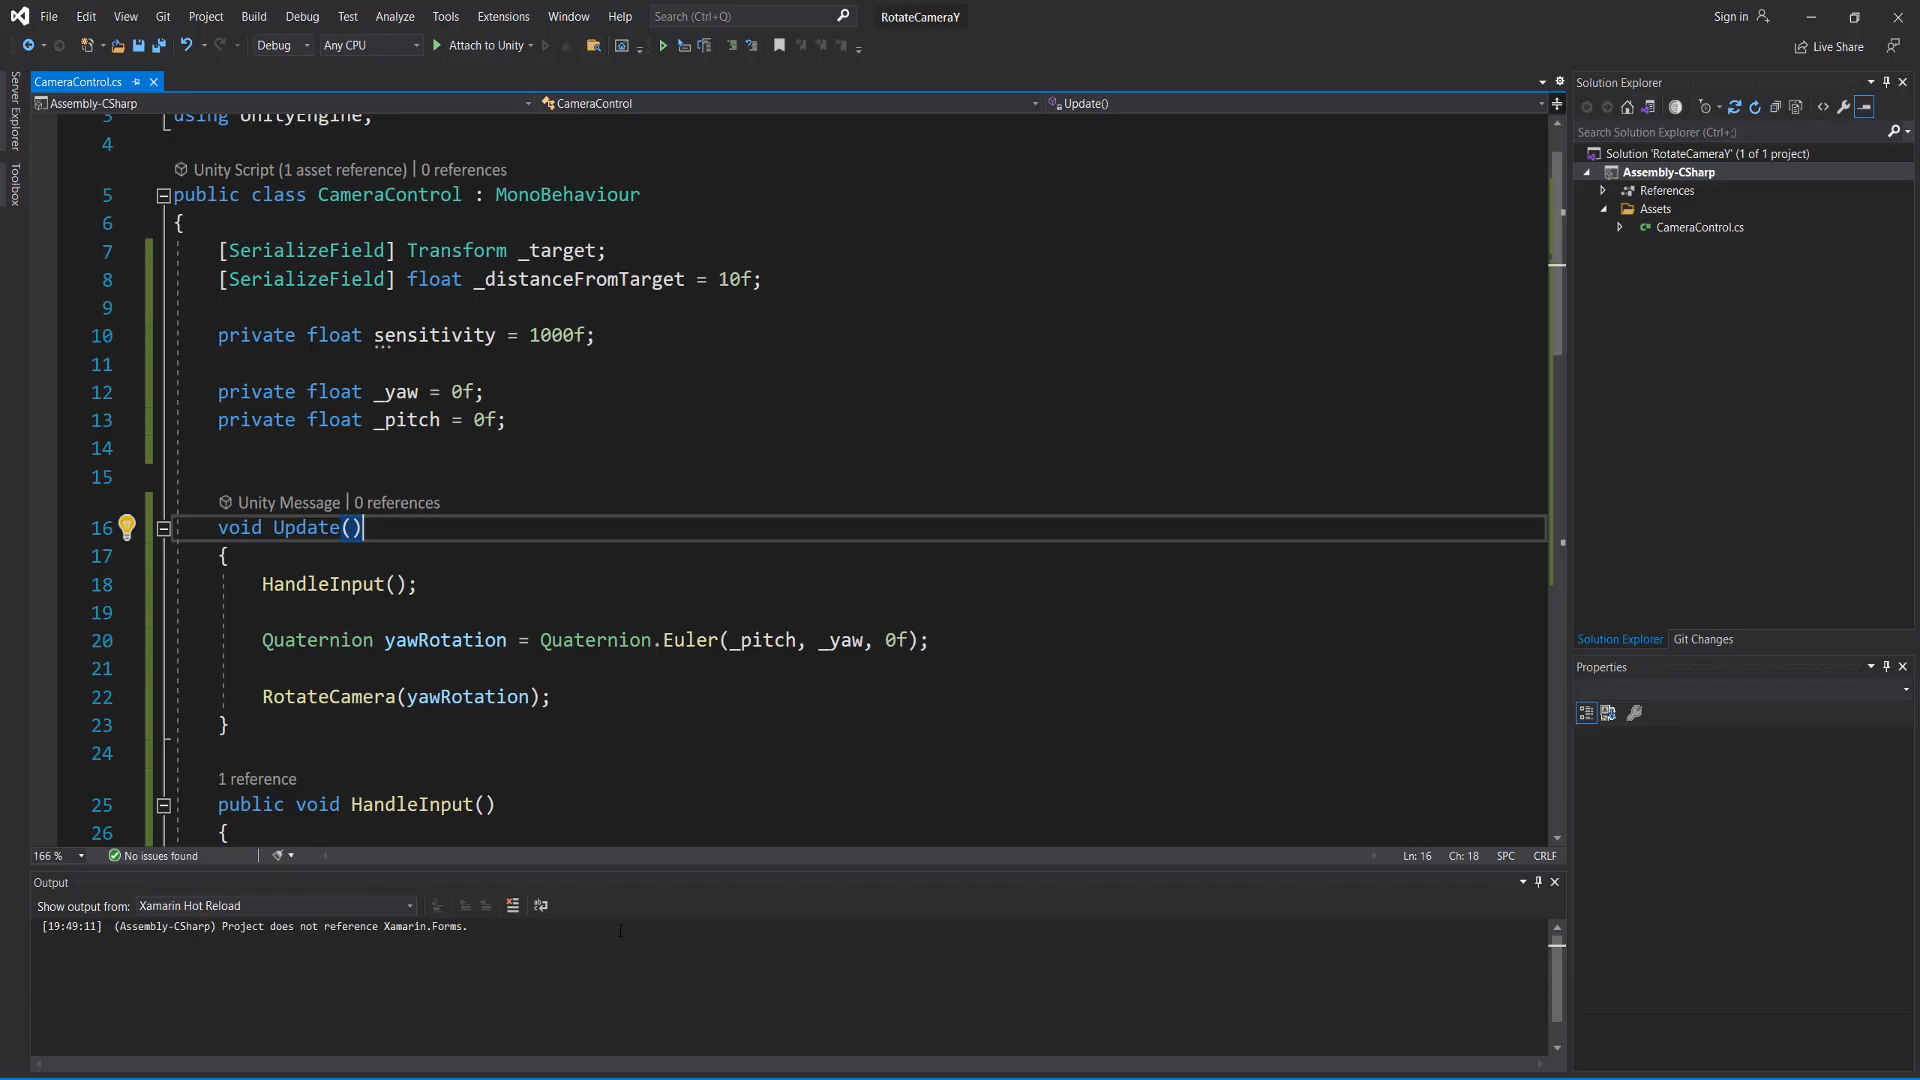 File Edit View Git Project Build Debug Test Analyze Tools Extensions Window Help Search (Ctrl+Q) RotateCameraY Sign in
Debug Any CPU Attach to Unity Live Share
Server Explorer
Toolbox
CameraControl.cs
Assembly-CSharp CameraControl Update()
3 using UnityEngine;
4
Unity Script (1 asset reference) | 0 references
5 public class CameraControl : MonoBehaviour
6 {
7 [SerializeField] Transform _target;
8 [SerializeField] float _distanceFromTarget = 10f;
9
10 private float sensitivity = 1000f;
11
12 private float _yaw = 0f;
13 private float _pitch = 0f;
14
15
Unity Message | 0 references
16 void Update()
17 {
18 HandleInput();
19
20 Quaternion yawRotation = Quaternion.Euler(_pitch, _yaw, 0f);
21
22 RotateCamera(yawRotation);
23 }
24
1 reference
25 public void HandleInput()
26 {
166 % No issues found Ln: 16 Ch: 18 SPC CRLF
Output
Show output from: Xamarin Hot Reload
[19:49:11] (Assembly-CSharp) Project does not reference Xamarin.Forms.
Solution Explorer
Search Solution Explorer (Ctrl+;)
Solution 'RotateCameraY' (1 of 1 project)
Assembly-CSharp
References
Assets
C# CameraControl.cs
Solution Explorer Git Changes
Properties